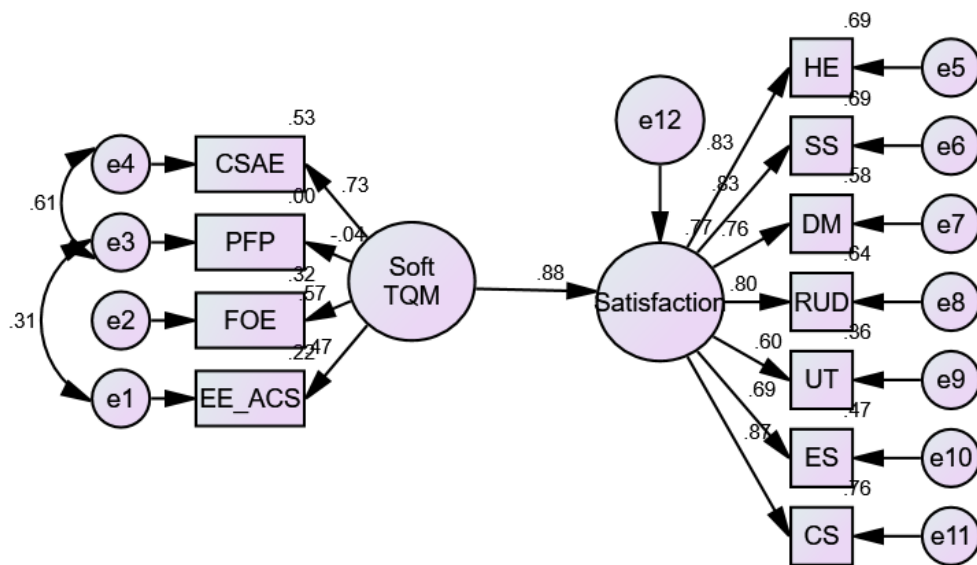 .69
HE
e5
e12
.69
.53
.83
SS
e6
e4
CSAE
.58
.73
.83
.61
.00
.77
.76
DM
e7
e3
PFP
-.04
.64
Soft
TQM
.32
.88
Satisfaction
.80
RUD
e8
.57
e2
FOE
.36
.31
.47
.22
.60
UT
e9
e1
EE_ACS
.69
.47
.87
ES
e10
.76
CS
e11